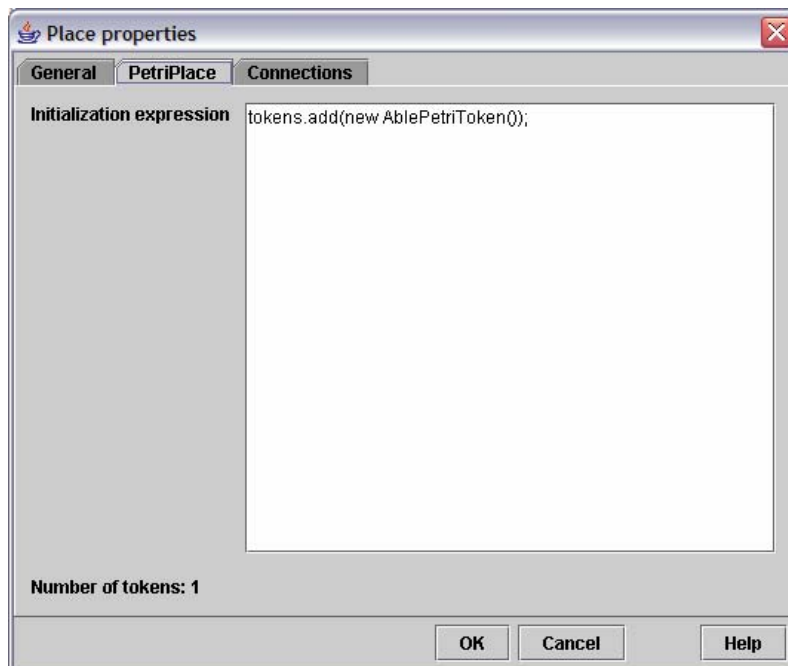 Place properties
General PetriPlace Connections
Initialization expression tokens.add(new AblePetriToken());
Number of tokens: 1
OK Cancel Help